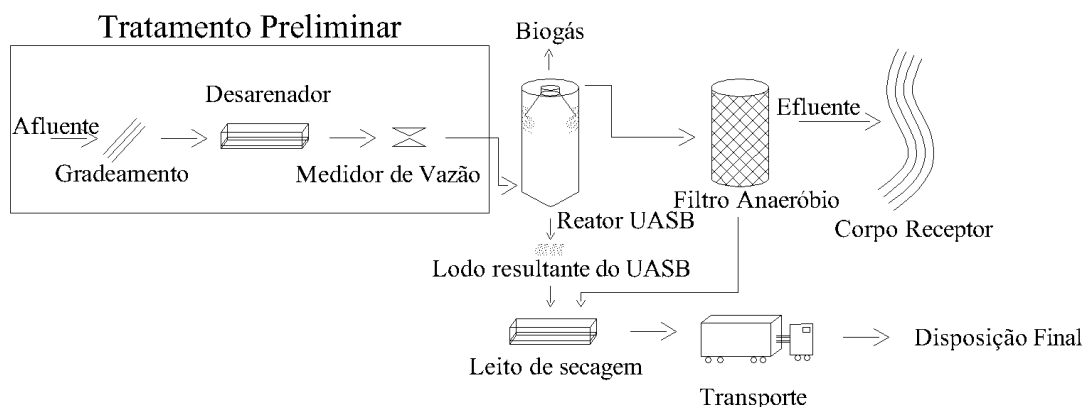 Tratamento Preliminar
Biogás
Desarenador
Afluente
Efluente
Gradeamento
Medidor de Vazão
Filtro Anaeróbio
Reator UASB
Corpo Receptor
Lodo resultante do UASB
Leito de secagem
Disposição Final
Transporte